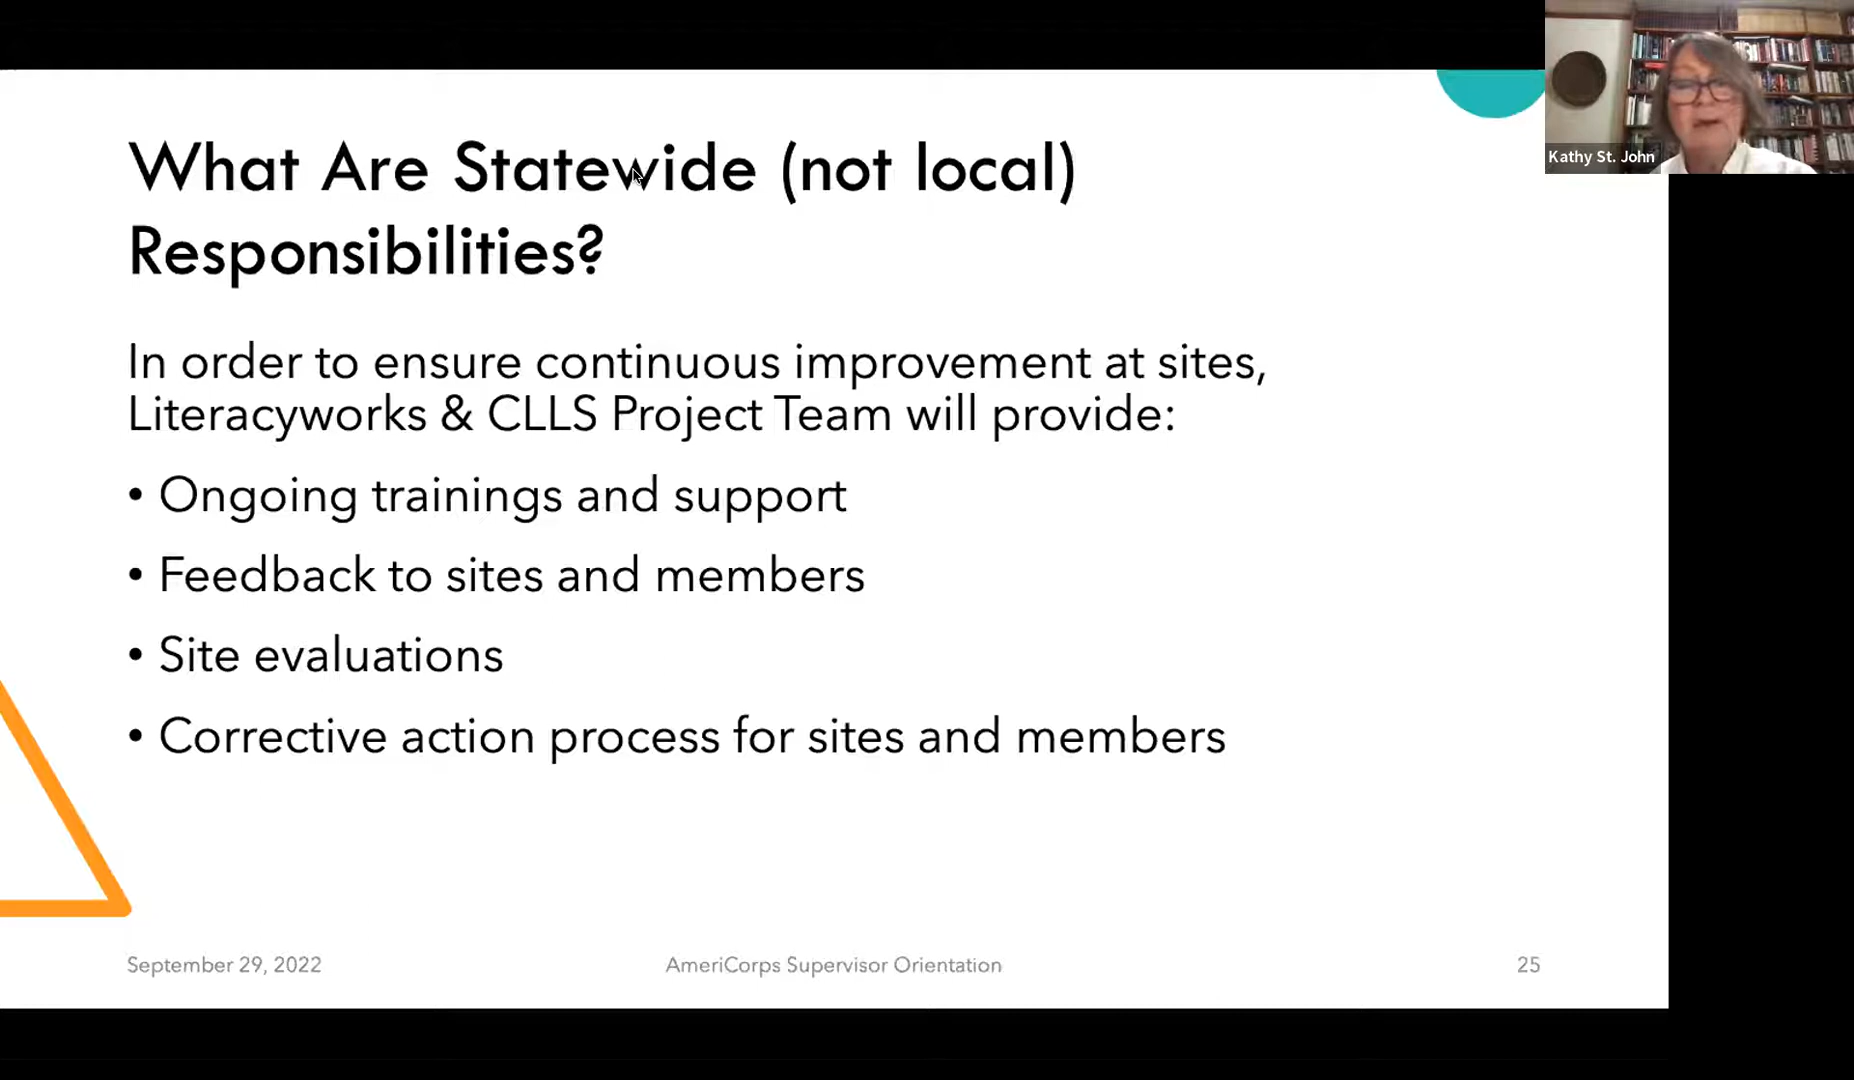 What Are Statewide (not local)
Responsibilities?
In order to ensure continuous improvement at sites,
Literacyworks & CLLS Project Team will provide:
• Ongoing trainings and support
• Feedback to sites and members
• Site evaluations
• Corrective action process for sites and members
September 29, 2022
AmeriCorps Supervisor Orientation
25
Kathy St. John